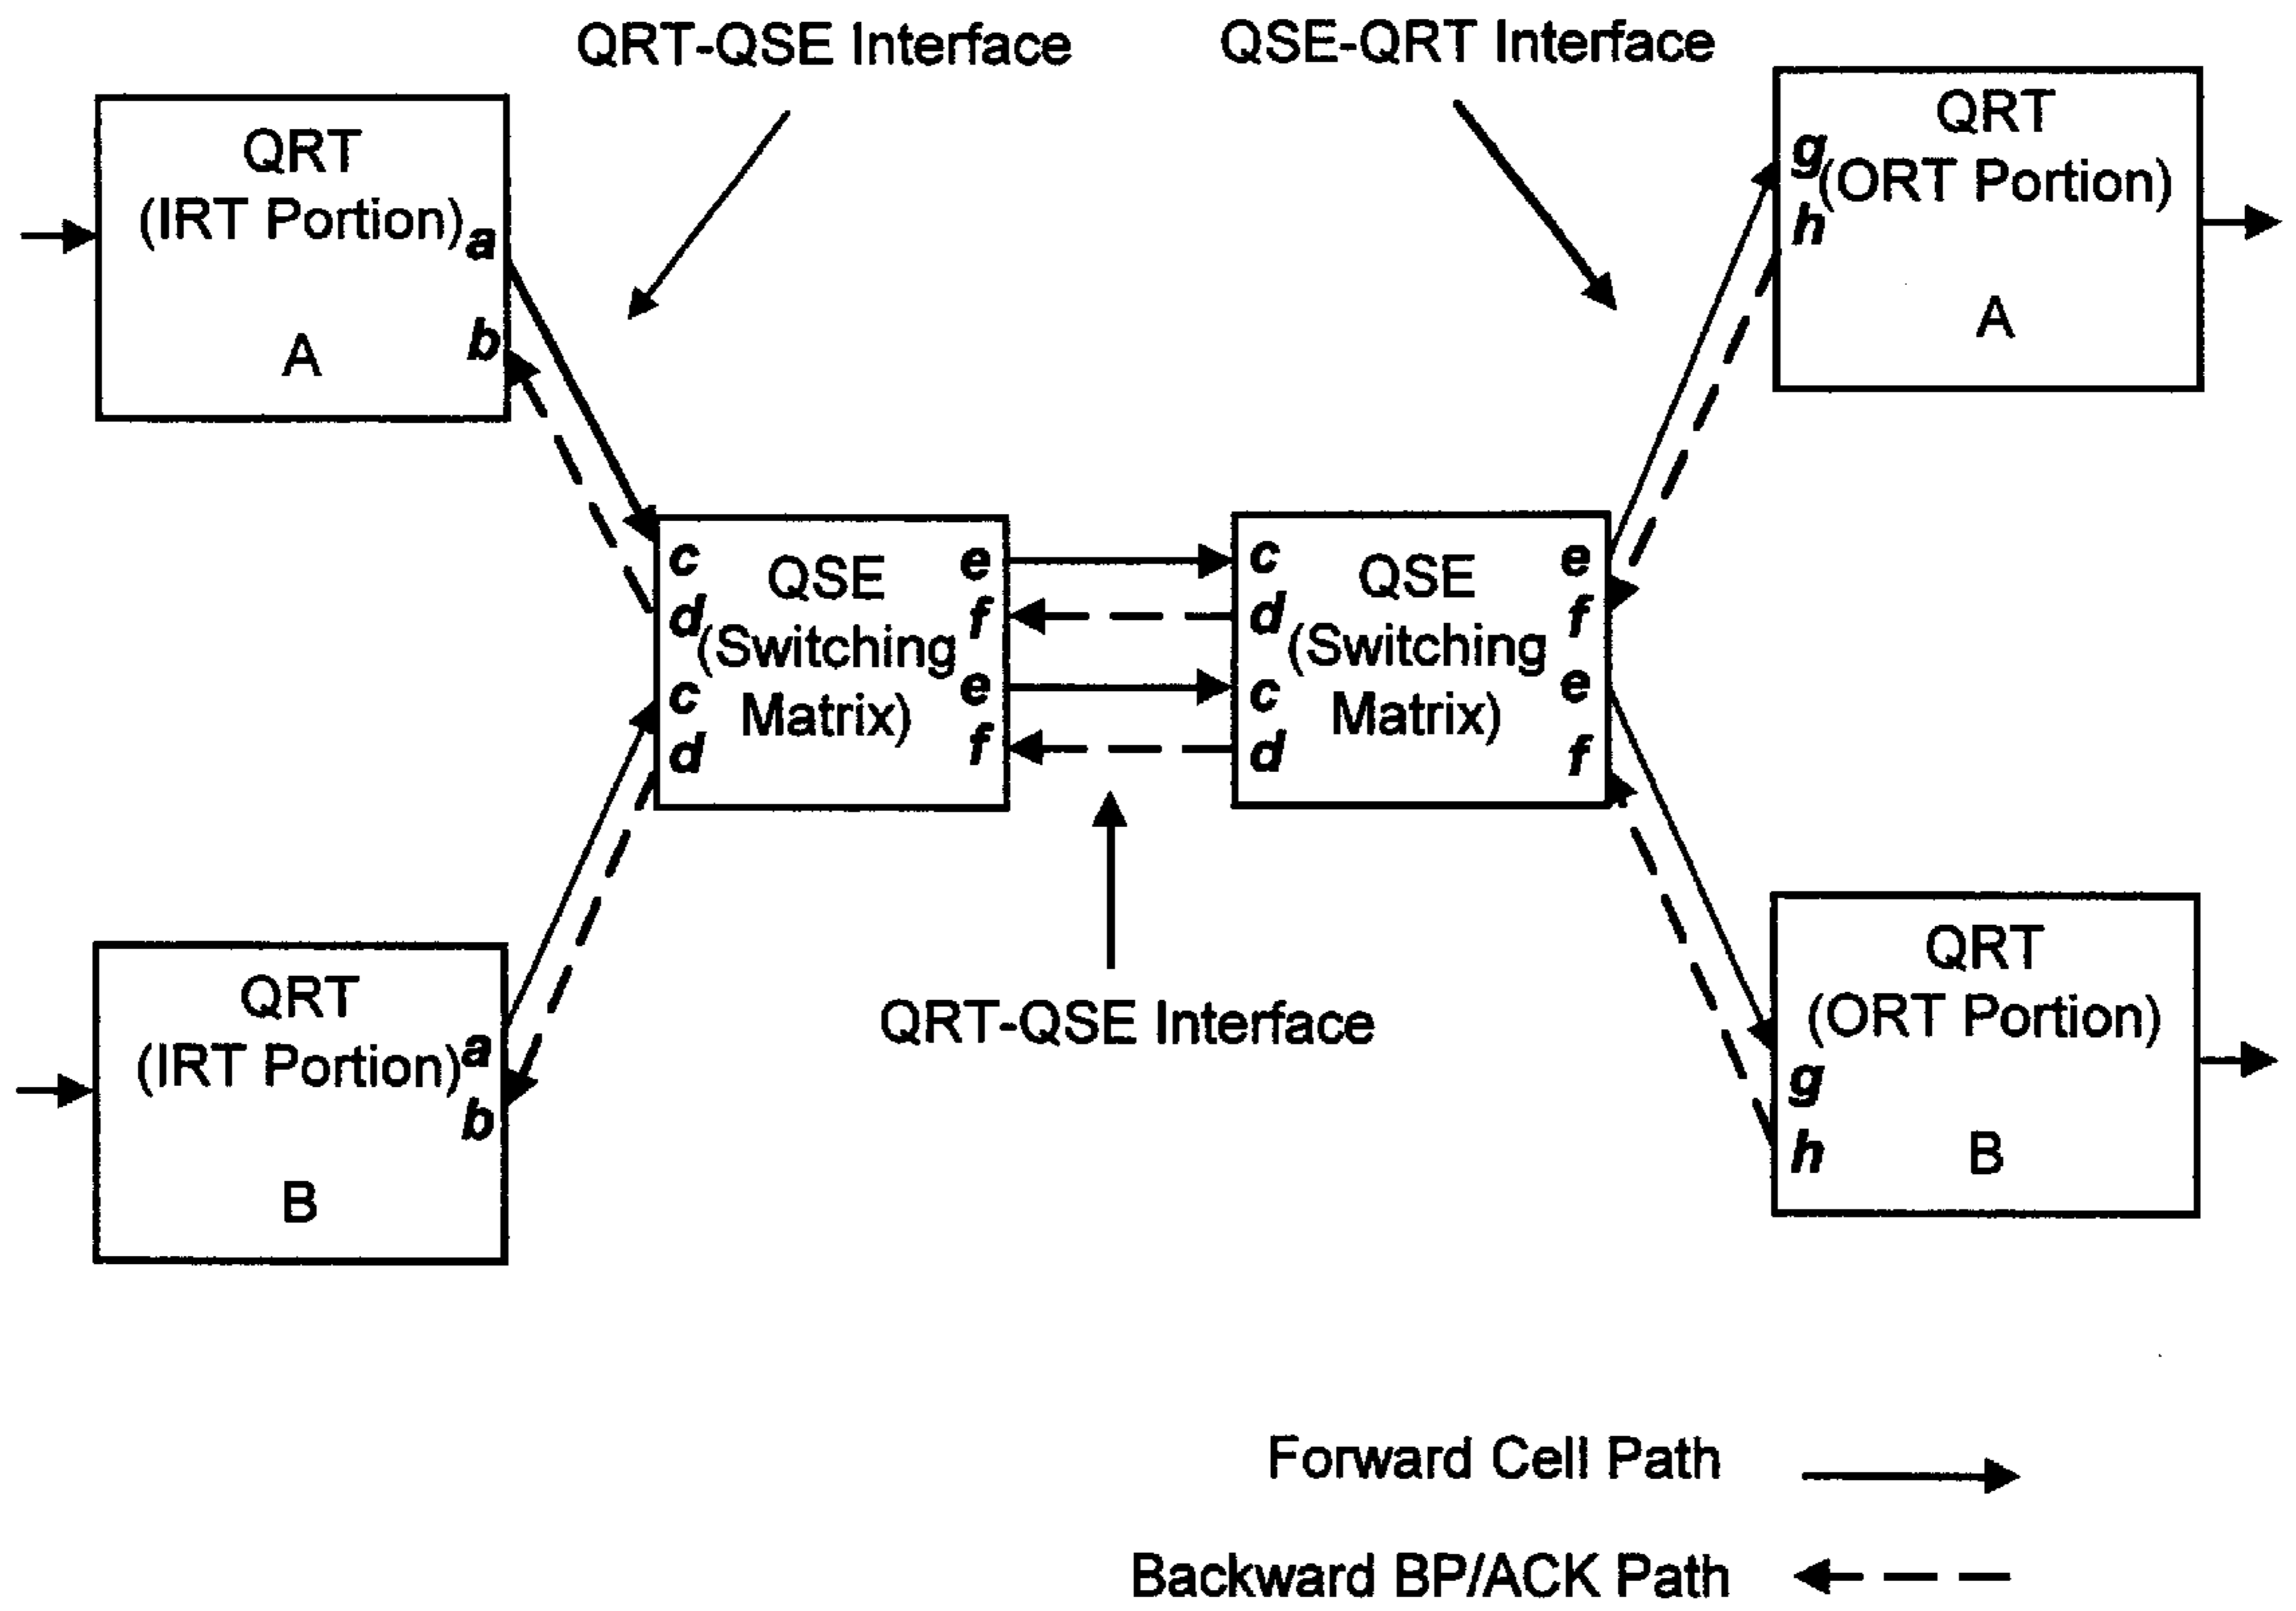 QRT-QSE Interface
QSE-QRT Interface
QRT
(IRT Portion)
a
b
A
QRT
(ORT Portion)
g
h
A
c
d
c
d
QSE
(Switching
Matrix)
e
f
e
f
c
d
c
d
QSE
(Switching
Matrix)
e
f
e
f
QRT-QSE Interface
QRT
(IRT Portion)
a
b
B
QRT
(ORT Portion)
g
h
B
Forward Cell Path
Backward BP/ACK Path